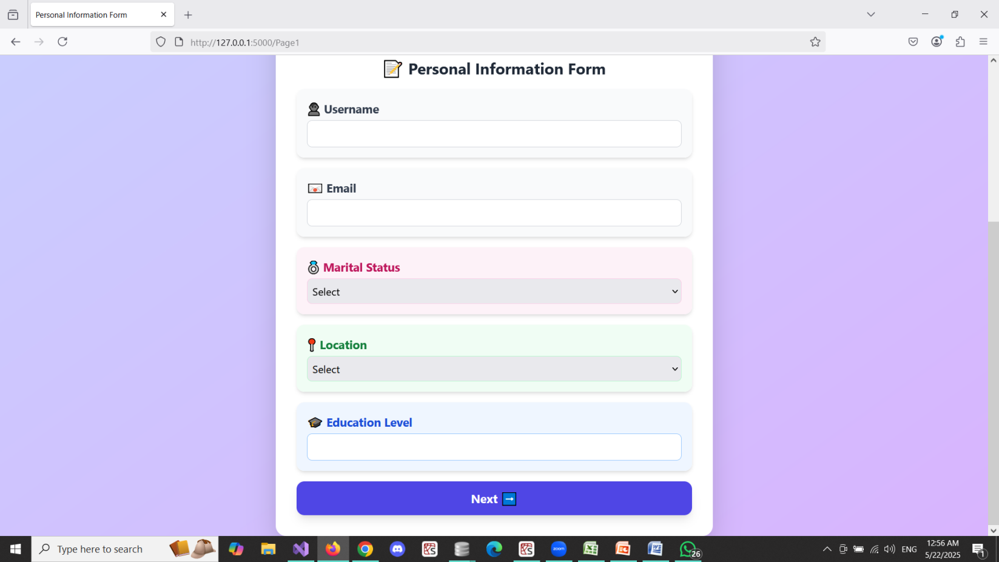 Personal Information Form
http://127.0.0.1:5000/Page1
Personal Information Form
Username
Email
Marital Status
Select
Location
Select
Education Level
Next
Type here to search
zoom
26
ENG
12:56 AM
5/22/2025
1